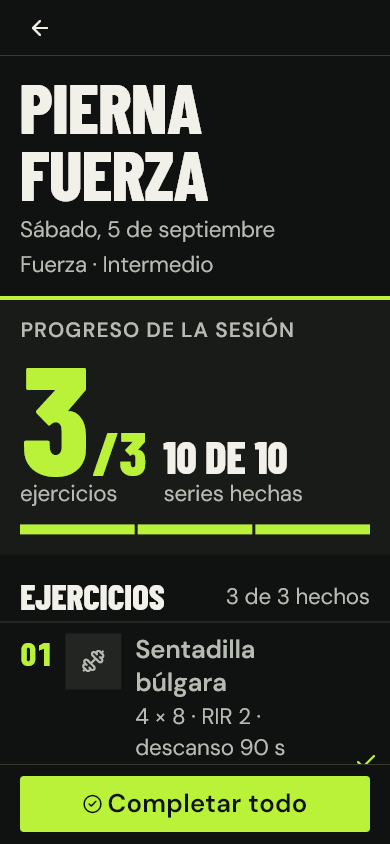 PIERNA
FUERZA
Sábado, 5 de septiembre
Fuerza · Intermedio
PROGRESO DE LA SESIÓN
3/3 10 DE 10
ejercicios series hechas
EJERCICIOS 3 de 3 hechos
01 Sentadilla
búlgara
4 × 8 · RIR 2 ·
descanso 90 s
Completar todo